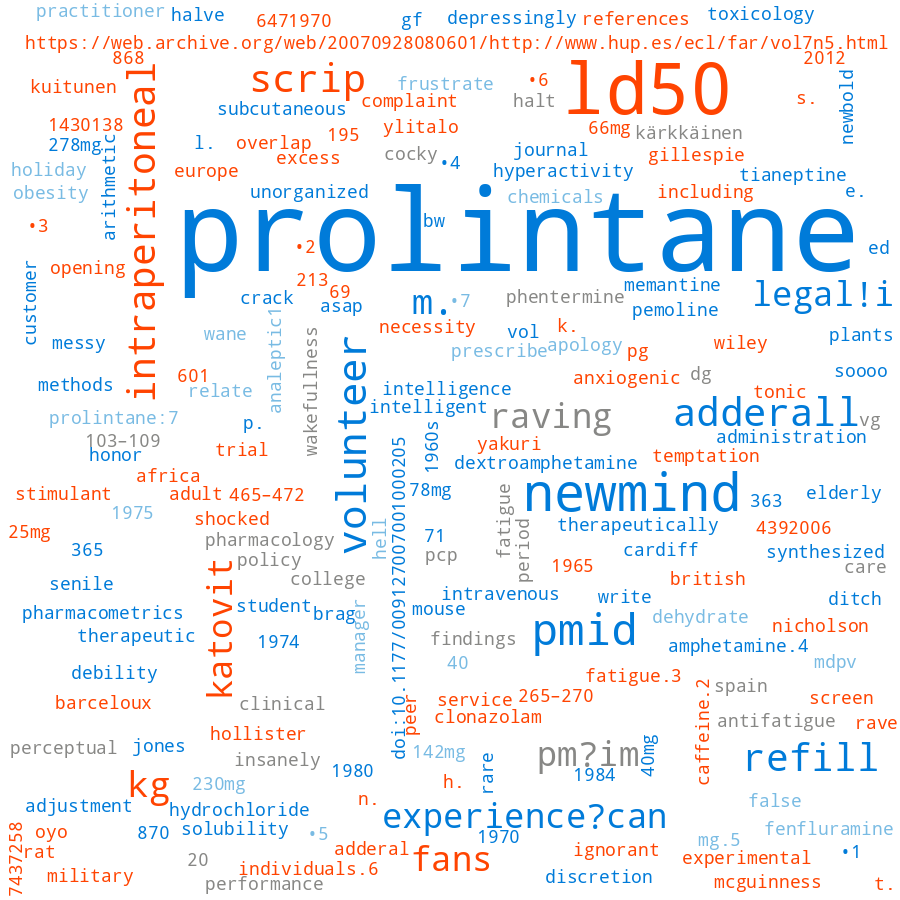 practitioner
halve
6471970
gf
depressingly
references
toxicology
https://web.archive.org/web/20070928080601/http://www.hup.es/ecl/far/vol7n5.html
868
2012
kuitunen
scrip
frustrate
•6
ld50
newbold
subcutaneous
complaint
halt
s.
1430138
195
ylitalo
66mg
kärkkäinen
278mg
arithmetic
intraperitoneal
l.
overlap
excess
cocky
•4
journal
gillespie
holiday
europe
hyperactivity
tianeptine
obesity
unorganized
chemicals
including
e.
•3
prolintane
bw
•2
ed
opening
213
customer
crack
69
asap
m.
•7
phentermine
memantine
pemoline
legal!i
messy
wane
analeptic1
wakefullness
volunteer
necessity
vol
k.
prescribe
apology
pg
wiley
plants
methods
601
relate
intelligence
anxiogenic
dg
tonic
soooo
prolintane:7
p.
intelligent
raving
adderall
vg
103–109
honor
trial
1960s
yakuri
administration
africa
dextroamphetamine
temptation
stimulant
adult
465–472
doi:10.1177/009127007001000205
78mg
newmind
363
elderly
1975
shocked
hell
fatigue
period
therapeutically
4392006
25mg
365
pharmacology
policy
71
pcp
cardiff
synthesized
care
senile
katovit
college
1965
british
pharmacometrics
student
brag
manager
mouse
intravenous
write
ditch
therapeutic
1974
findings
pmid
dehydrate
nicholson
amphetamine.4
debility
40
mdpv
barceloux
clinical
peer
service
265–270
fatigue.3
caffeine.2
spain
screen
clonazolam
antifatigue
rave
perceptual
jones
hollister
insanely
142mg
rare
pm?im
40mg
refill
kg
230mg
1980
h.
1984
adjustment
hydrochloride
n.
experience?can
false
7437258
oyo
870
solubility
•5
1970
mg.5
fenfluramine
rat
20
adderal
fans
ignorant
experimental
•1
military
individuals.6
performance
discretion
mcguinness
t.